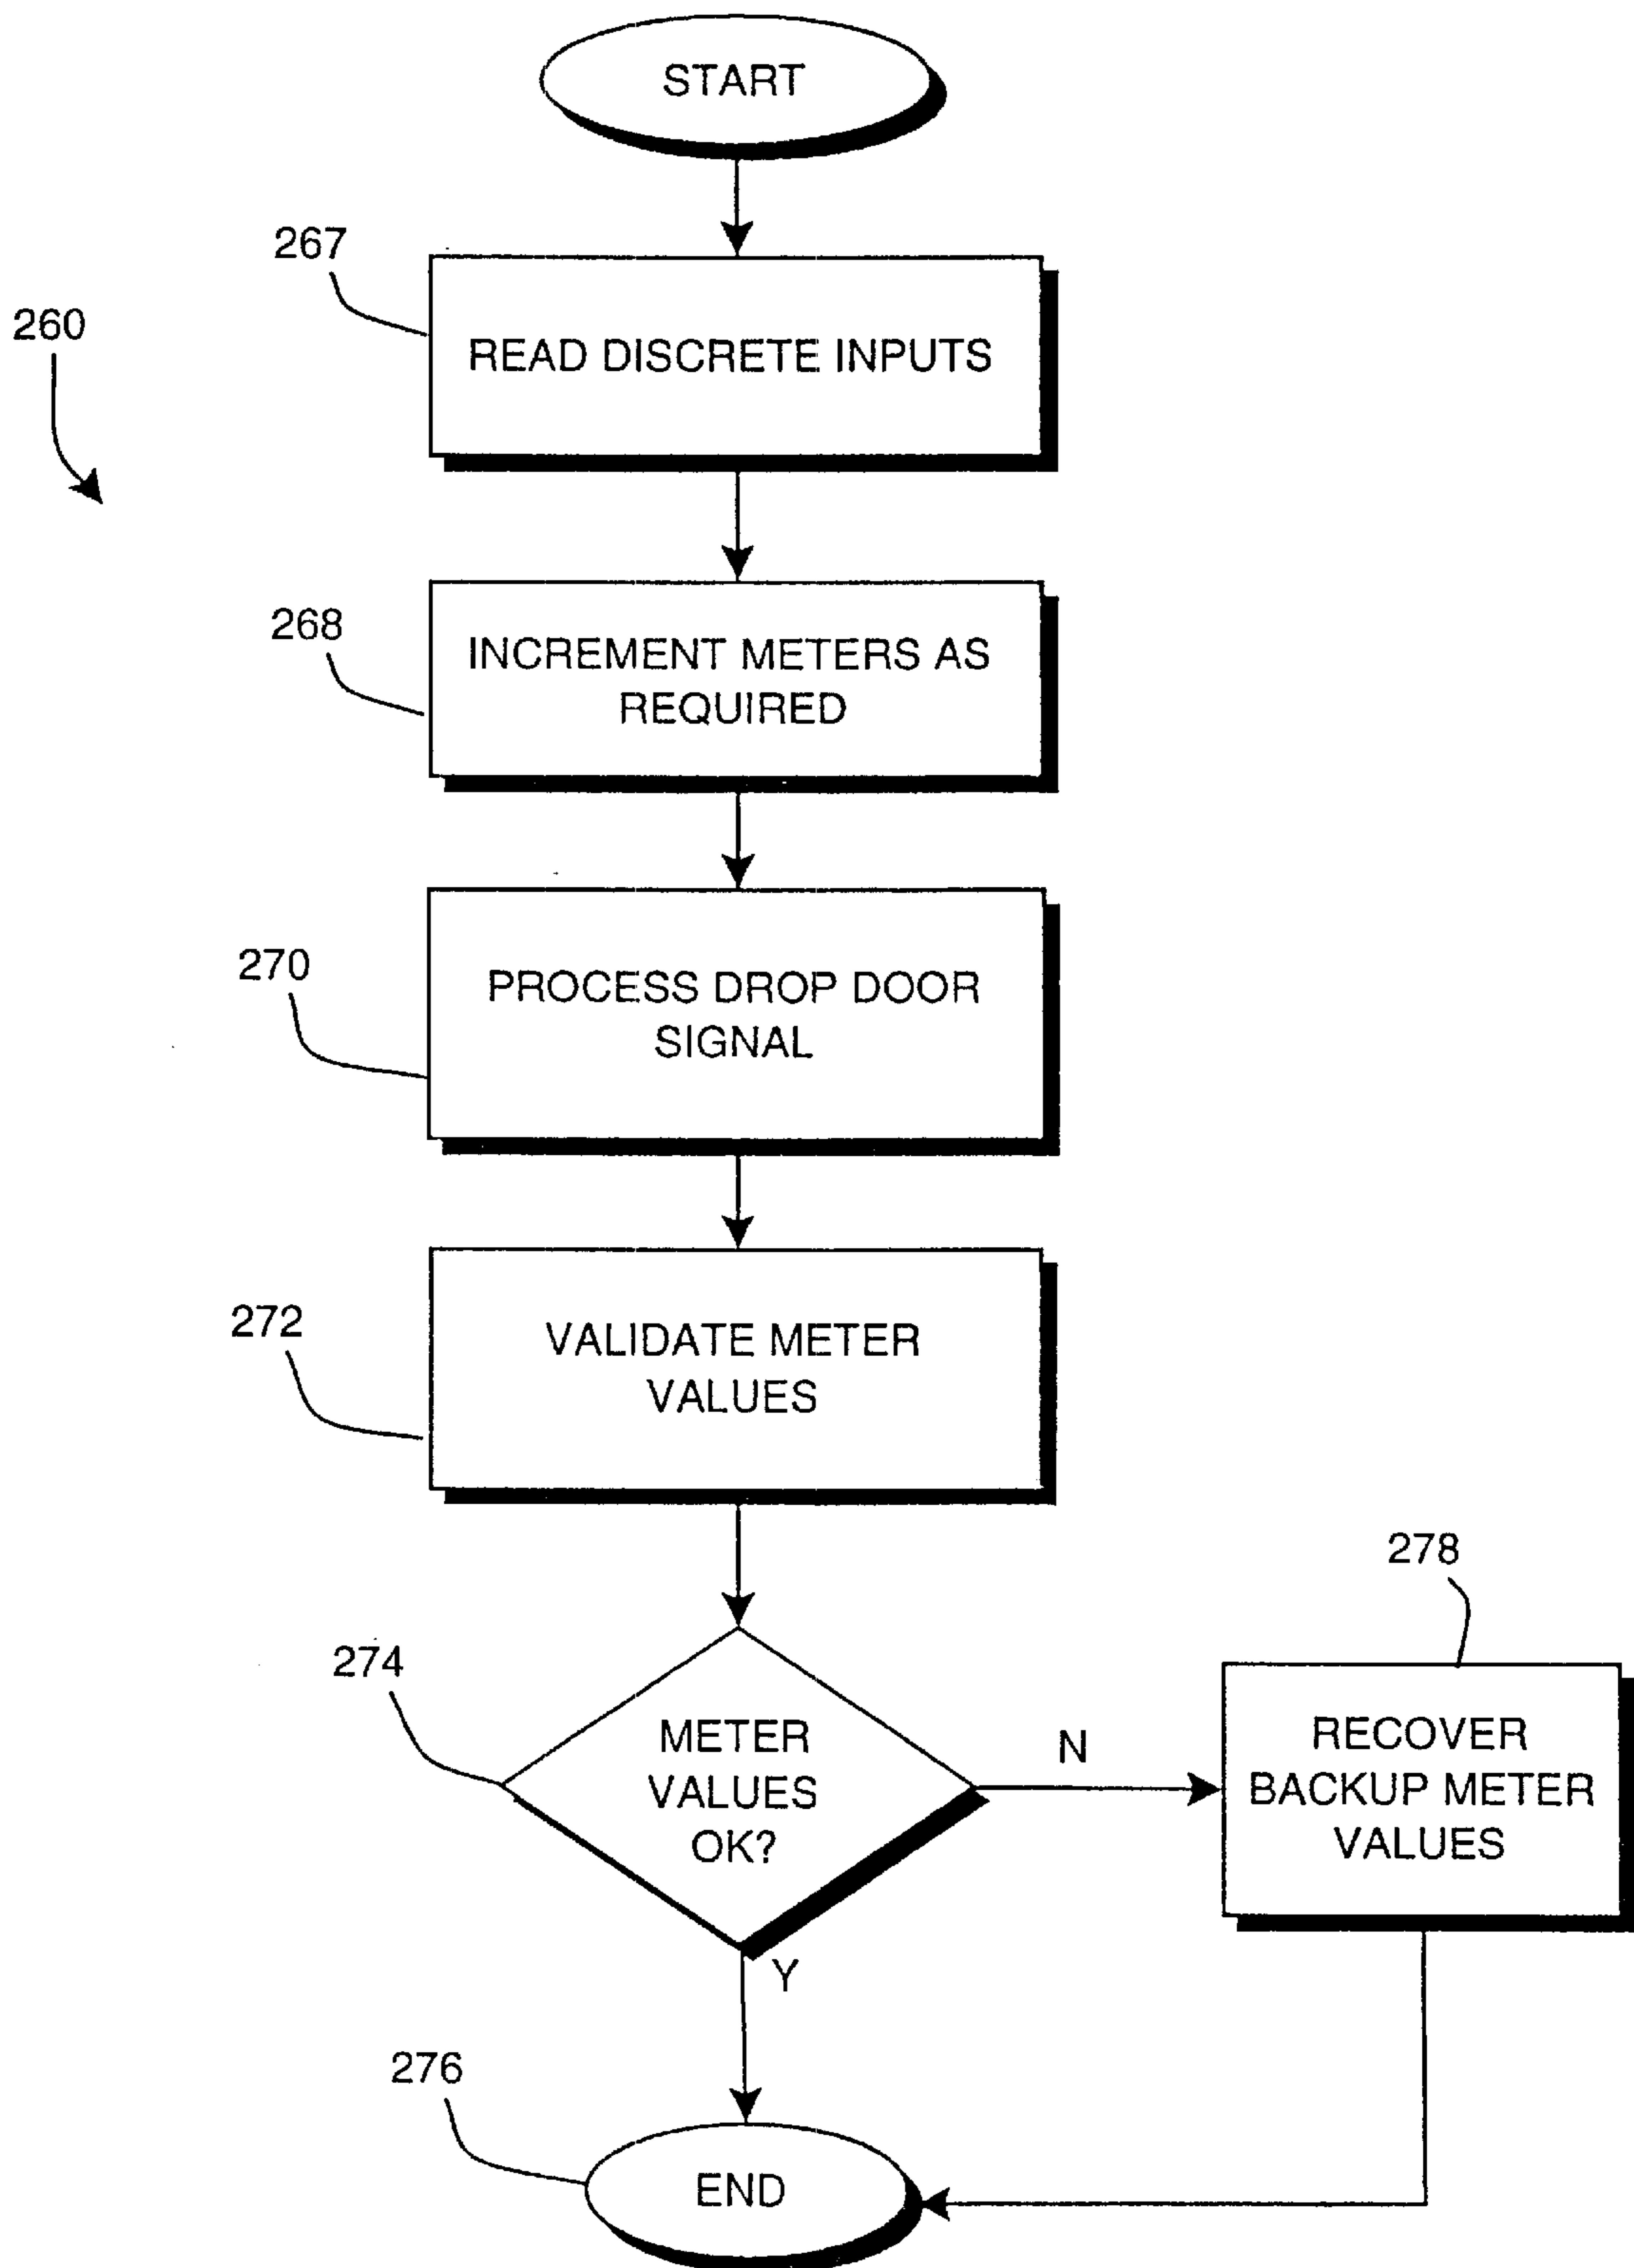 START
267
260
READ DISCRETE INPUTS
268
INCREMENT METERS AS
REQUIRED
270
PROCESS DROP DOOR
SIGNAL
272
VALIDATE METER
VALUES
278
274
METER
VALUES
OK?
N
RECOVER
BACKUP METER
VALUES
Y
276
END